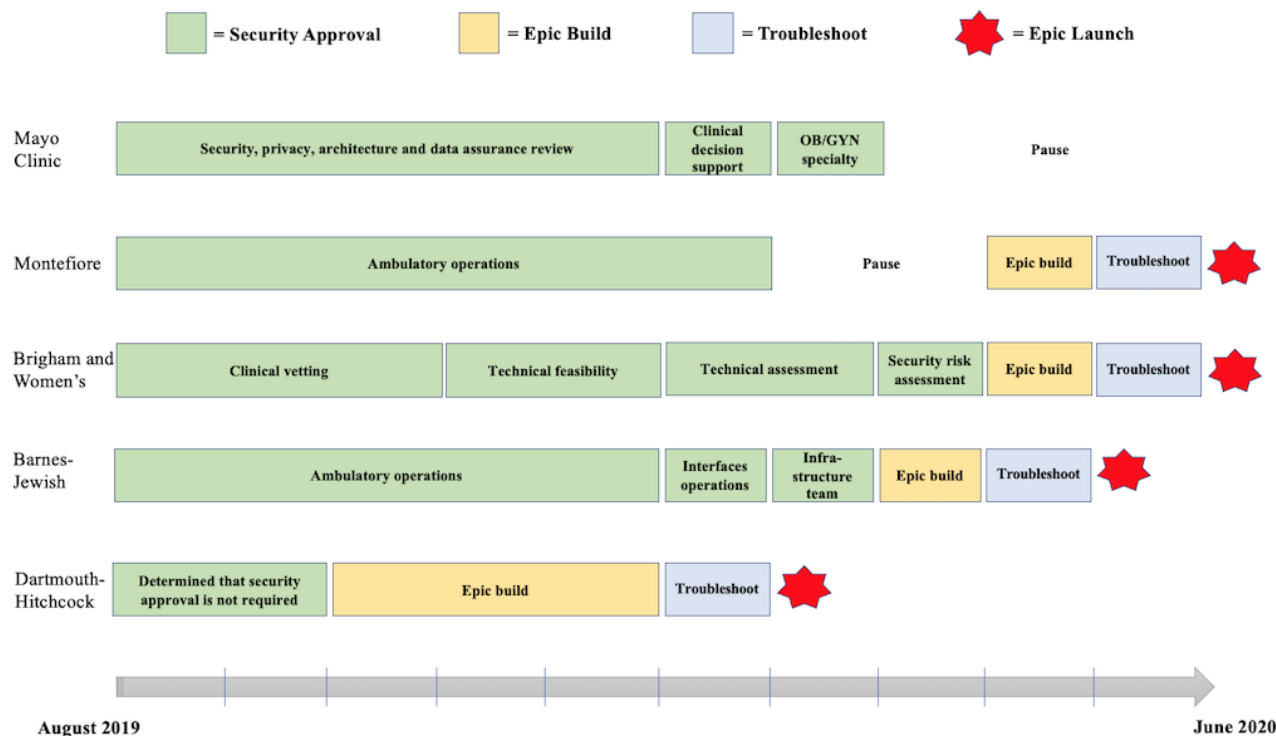 = Security Approval
= Epic Build
= Troubleshoot
= Epic Launch
Mayo
Clinic
Security, privacy, architecture and data assurance review
Clinical
decision
support
OB/GYN
specialty
Pause
Montefiore
Ambulatory operations
Pause
Epic build
Troubleshoot
Brigham and
Women's
Clinical vetting
Technical feasibility
Technical assessment
Security risk
assessment
Epic build
Troubleshoot
Barnes-
Jewish
Ambulatory operations
Interfaces
operations
Infra-
structure
team
Epic build
Troubleshoot
Dartmouth-
Hitchcock
Determined that security
approval is not required
Epic build
Troubleshoot
August 2019
June 2020